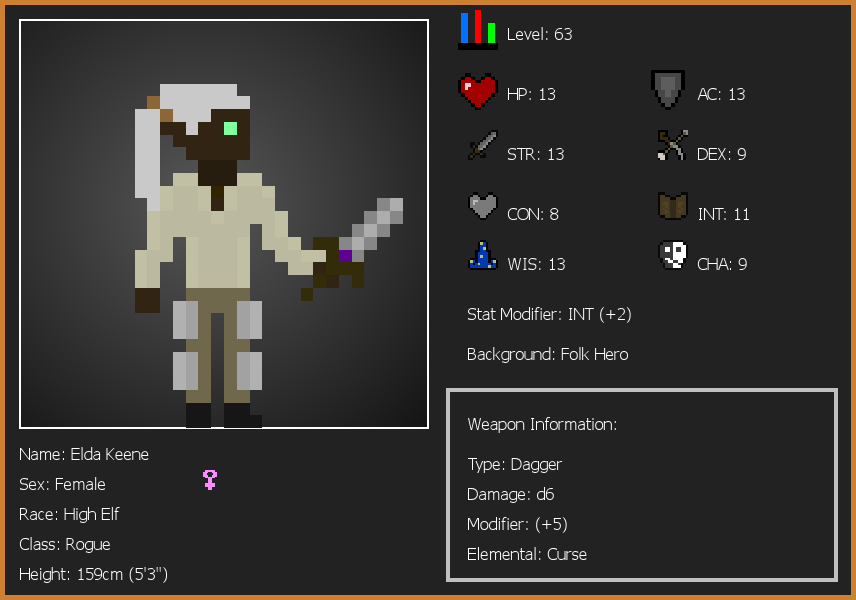 Level: 63
HP: 13
AC: 13
STR: 13
DEX: 9
CON: 8
INT: 11
WIS: 13
CHA: 9
Stat Modifier: INT (+2)
Background: Folk Hero
Weapon Information:
Type: Dagger
Damage: d6
Modifier: (+5)
Elemental: Curse
Name: Elda Keene
Sex: Female
Race: High Elf
Class: Rogue
Height: 159cm (5'3")